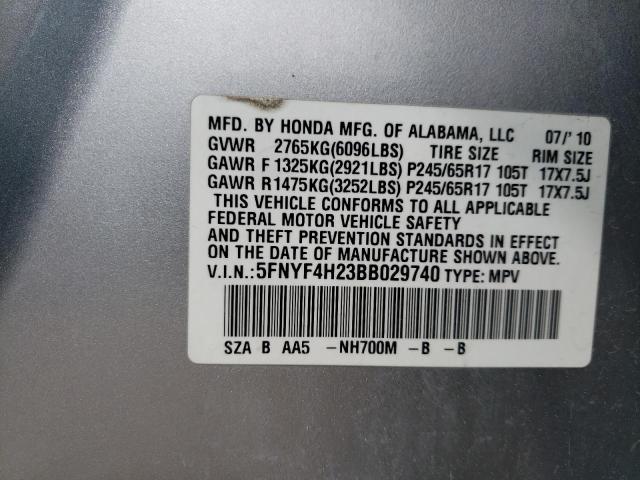 MFD. BY HONDA MFG. OF ALABAMA, LLC 07/'10
GVWR 2765KG(6096LBS) TIRE SIZE RIM SIZE
GAWR F 1325KG(2921LBS) P245/65R17 105T 17X7.5J
GAWR R1475KG(3252LBS) P245/65R17 105T 17X7.5J
THIS VEHICLE CONFORMS TO ALL APPLICABLE
FEDERAL MOTOR VEHICLE SAFETY
AND THEFT PREVENTION STANDARDS IN EFFECT
ON THE DATE OF MANUFACTURE SHOWN ABOVE.
V.I.N.:5FNYF4H23BB029740 TYPE: MPV
SZA B AA5 -NH700M -B -B